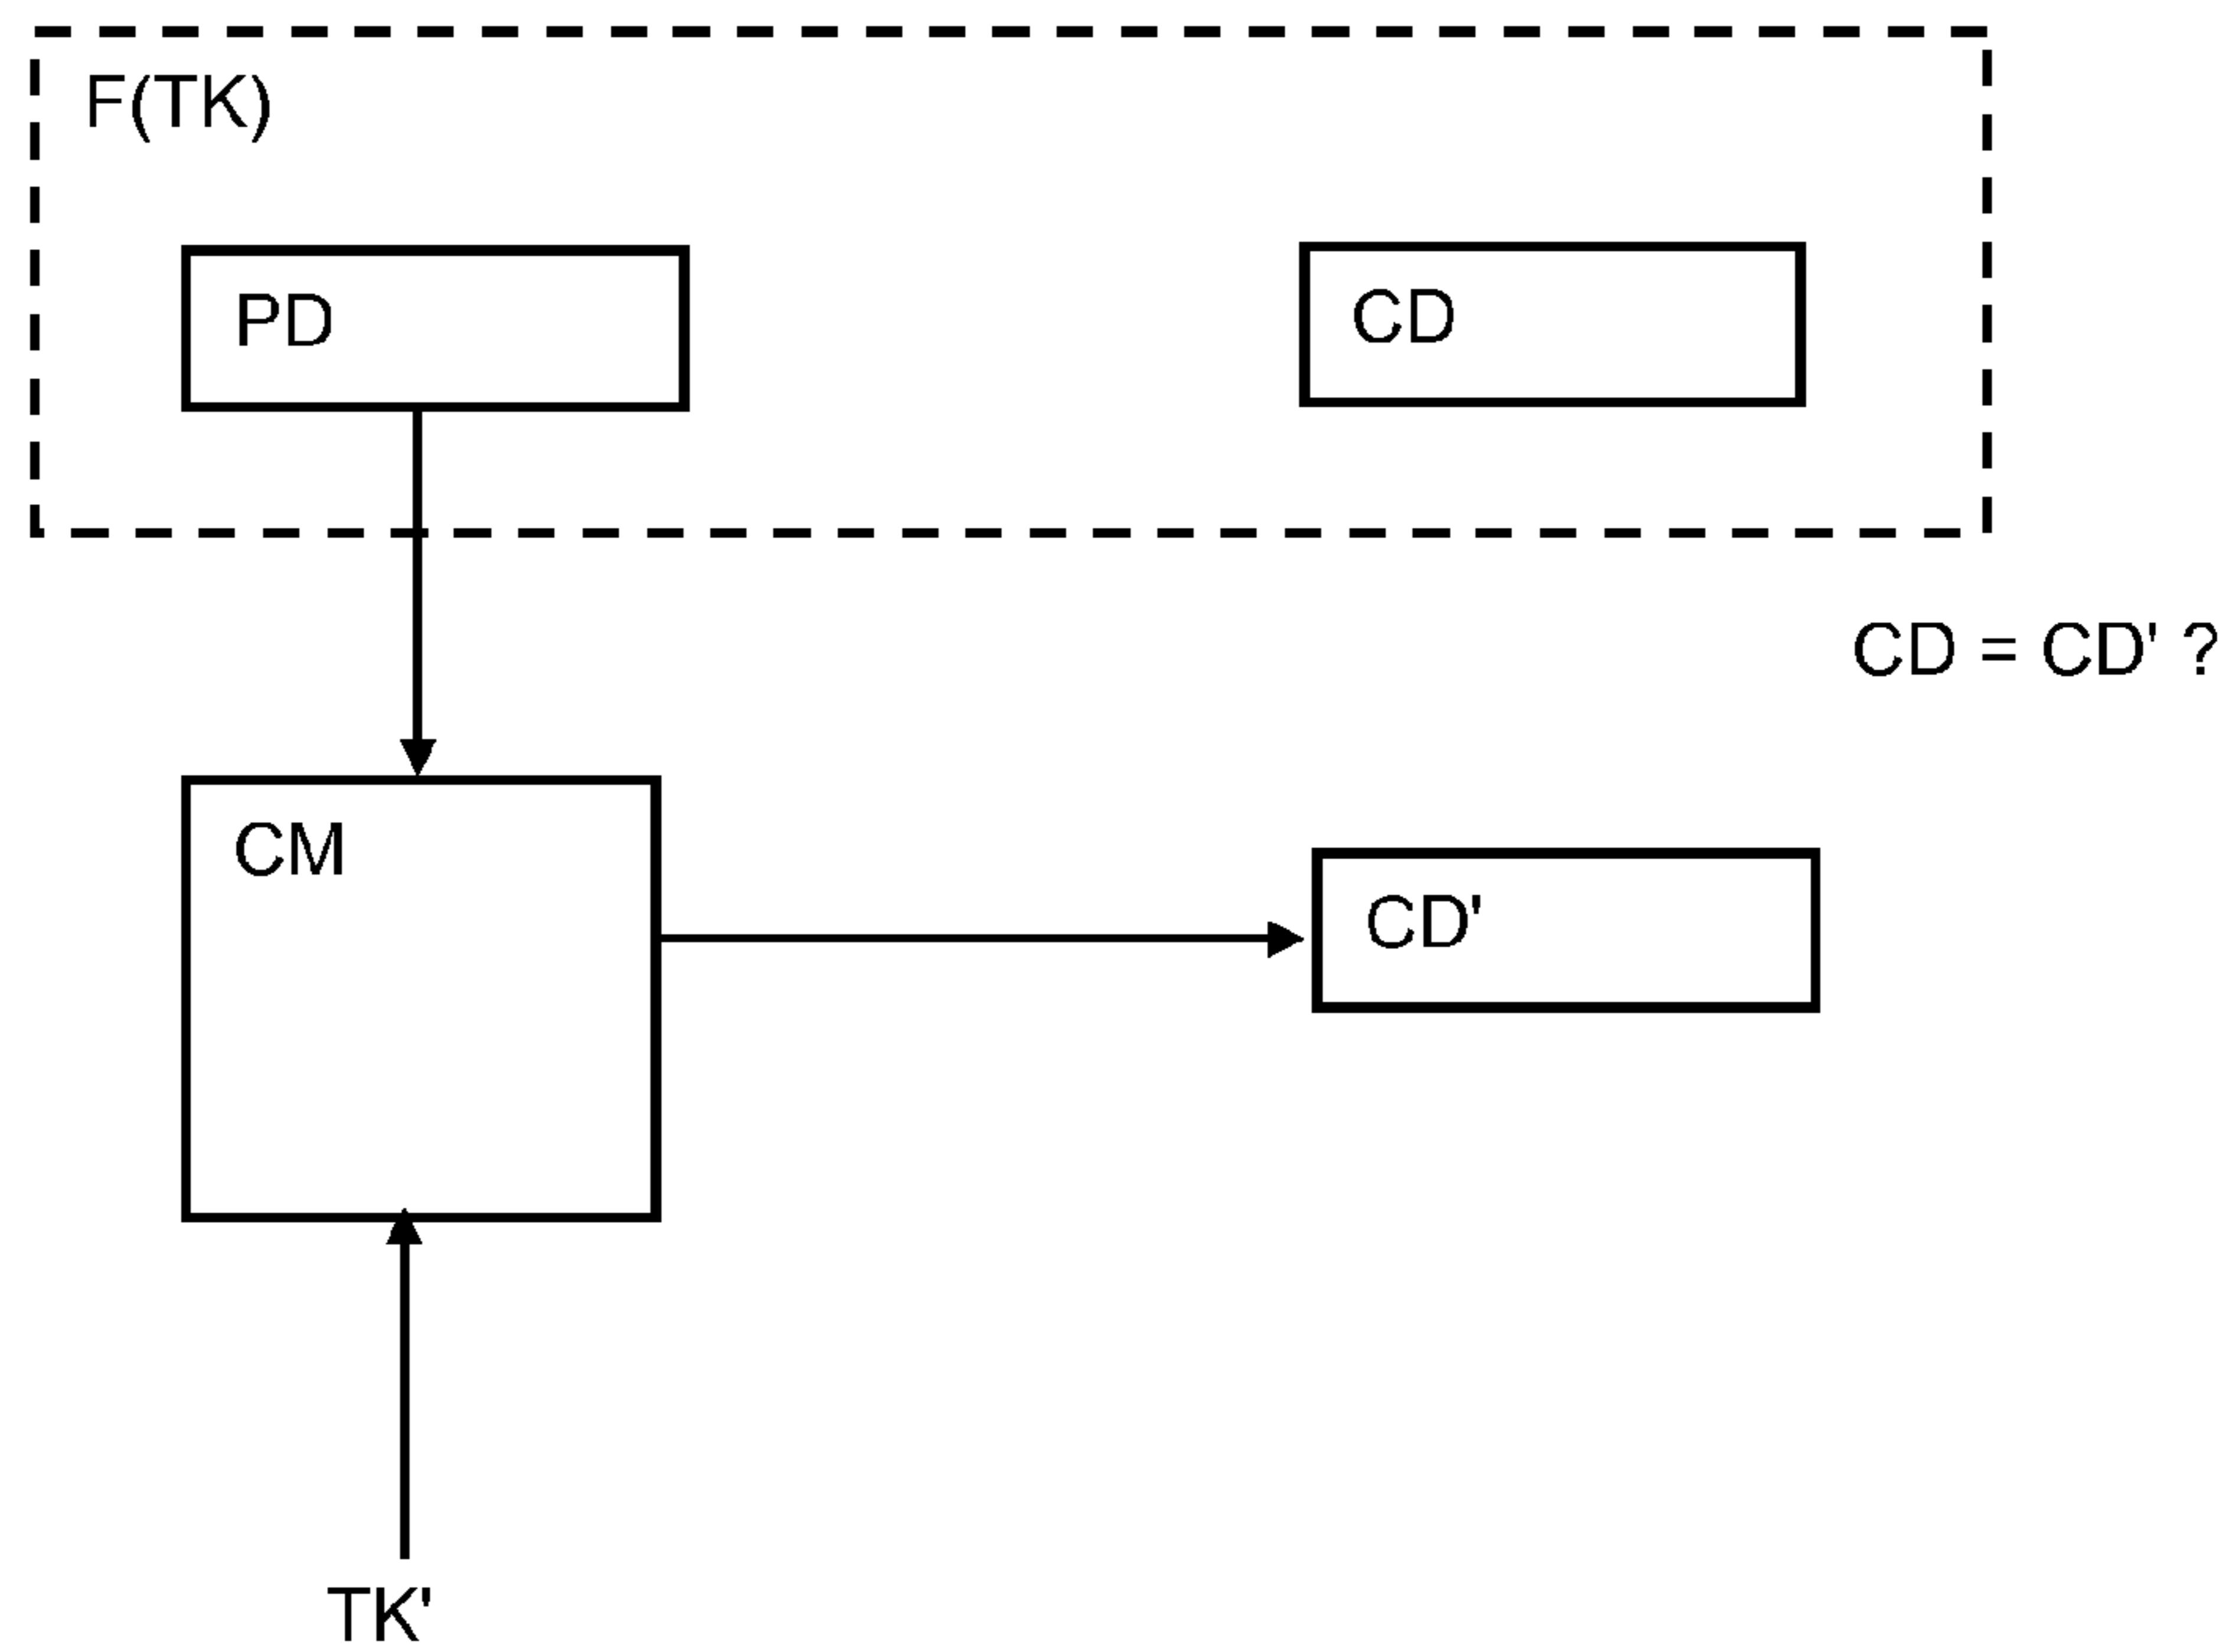 F(TK)
PD
CD
CD = CD' ?
CM
CD'
TK'